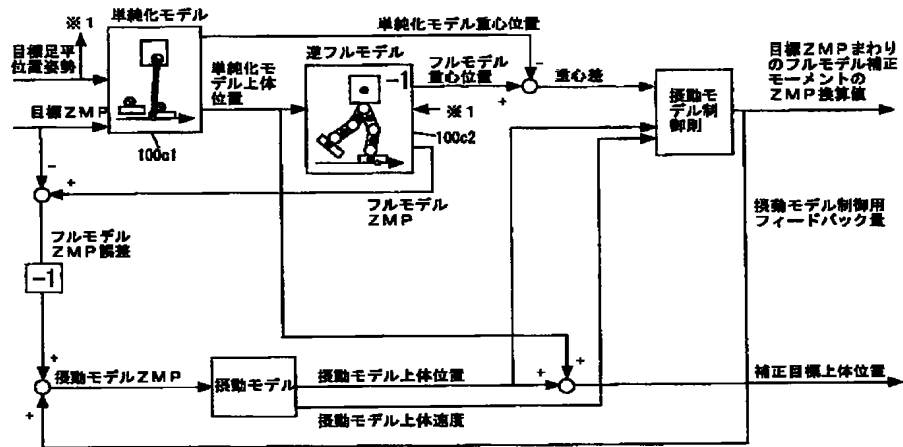 ※1
単純化モデル
単純化モデル重心位置
目標足平
位置姿勢
逆フルモデル
フルモデル
重心位置
単純化モ
デル上体
位置
-1
-
+
重心差
摂動モ
デル制
御則
目標ZMPまわり
のフルモデル補正
モーメントの
ZMP換算値
目標ZMP
※1
100c1
100c2
-
+
フルモデル
ZMP
摂動モデル制御用
フィードバック量
フルモデル
ZMP誤差
-1
+
+
+
+
摂動モデルZMP
摂動モデル
摂動モデル上体位置
補正目標上体位置
+
摂動モデル上体速度